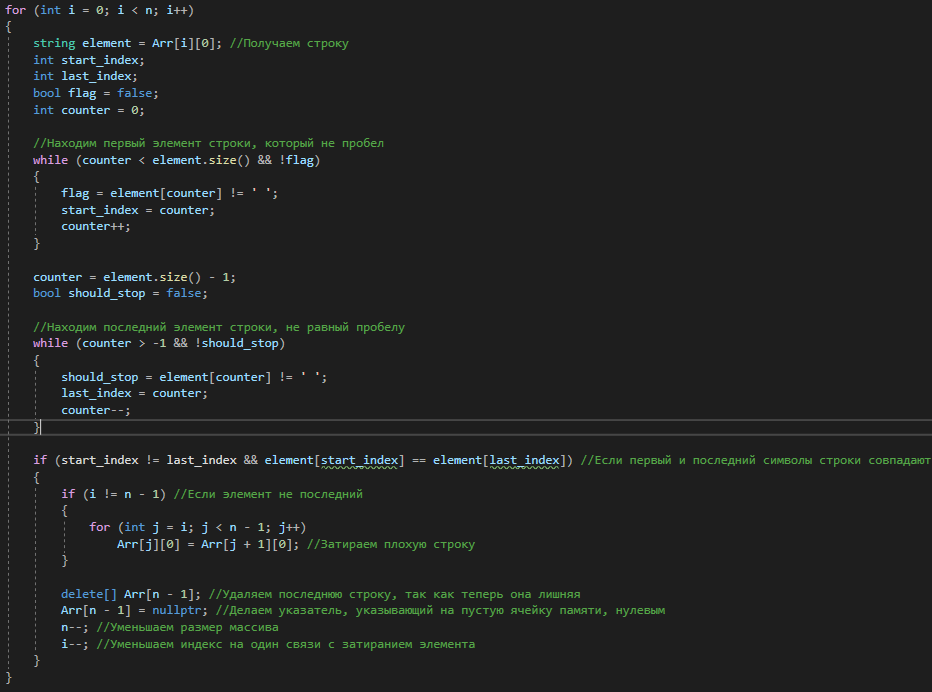 for (int i = 0; i < n; i++)
{
    string element = Arr[i][0]; //Получаем строку
    int start_index;
    int last_index;
    bool flag = false;
    int counter = 0;

    //Находим первый элемент строки, который не пробел
    while (counter < element.size() && !flag)
    {
        flag = element[counter] != ' ';
        start_index = counter;
        counter++;
    }

    counter = element.size() - 1;
    bool should_stop = false;

    //Находим последний элемент строки, не равный пробелу
    while (counter > -1 && !should_stop)
    {
        should_stop = element[counter] != ' ';
        last_index = counter;
        counter--;
    }

    if (start_index != last_index && element[start_index] == element[last_index]) //Если первый и последний символы строки совпадают
    {
        if (i != n - 1) //Если элемент не последний
        {
            for (int j = i; j < n - 1; j++)
                Arr[j][0] = Arr[j + 1][0]; //Затираем плохую строку
        }

        delete[] Arr[n - 1]; //Удаляем последнюю строку, так как теперь она лишняя
        Arr[n - 1] = nullptr; //Делаем указатель, указывающий на пустую ячейку памяти, нулевым
        n--; //Уменьшаем размер массива
        i--; //Уменьшаем индекс на один связи с затиранием элемента
    }
}